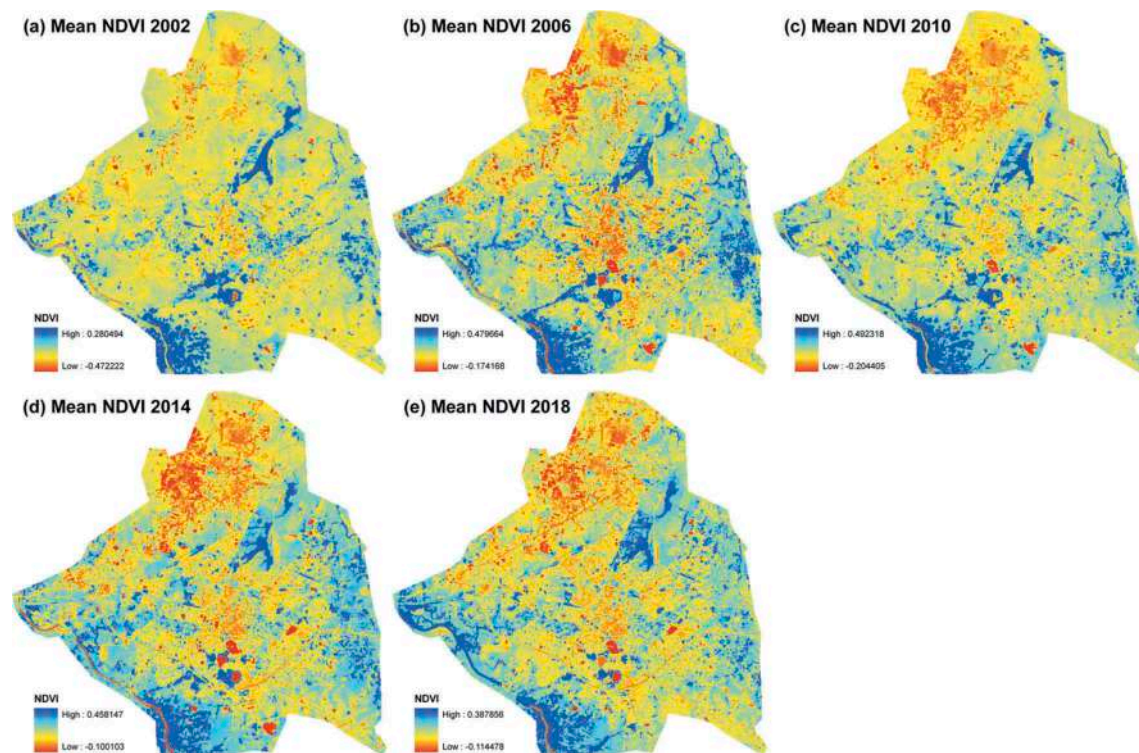 (a) Mean NDVI 2002
(b) Mean NDVI 2006
(c) Mean NDVI 2010
NDVI
High : 0.280494
Low : -0.472222
NDVI
High : 0.479664
Low : -0.174168
NDVI
High : 0.492318
Low : -0.204405
(d) Mean NDVI 2014
(e) Mean NDVI 2018
NDVI
High : 0.458147
Low : -0.100103
NDVI
High : 0.387856
Low : -0.114478